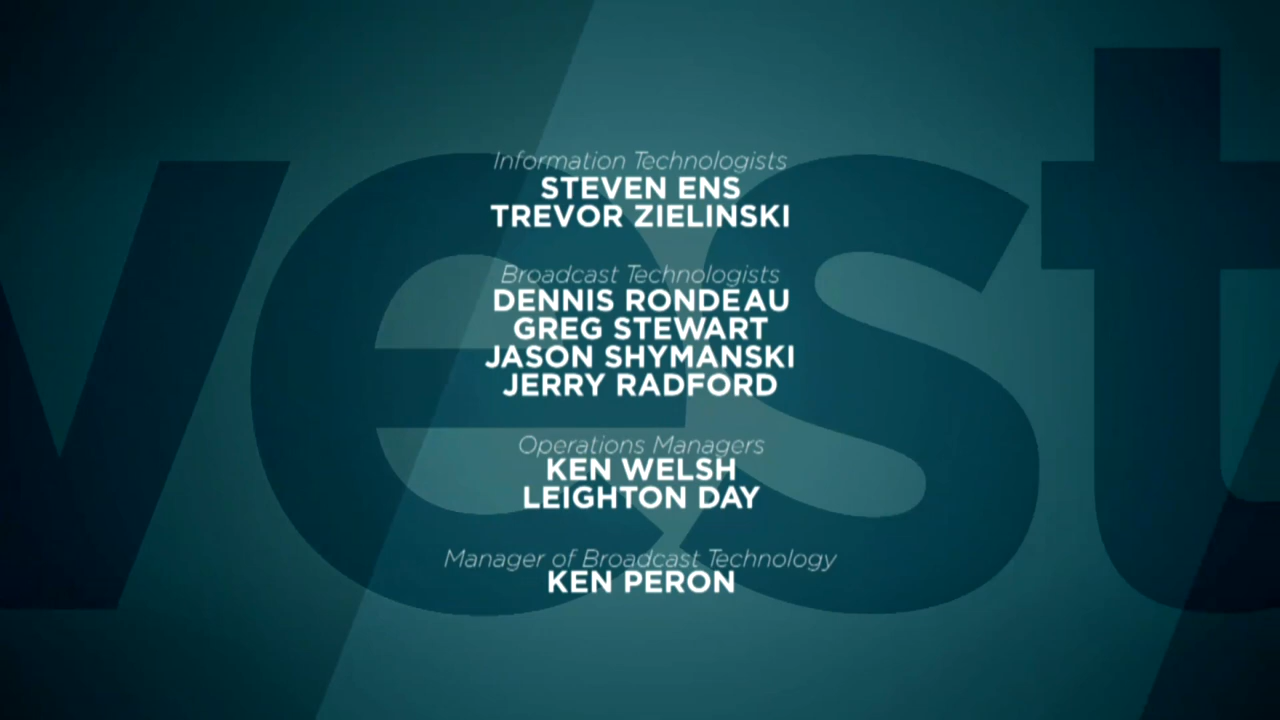 west
Information Technologists
STEVEN ENS
TREVOR ZIELINSKI
Broadcast Technologists
DENNIS RONDEAU
GREG STEWART
JASON SHYMANSKI
JERRY RADFORD
Operations Managers
KEN WELSH
LEIGHTON DAY
Manager of Broadcast Technology
KEN PERON